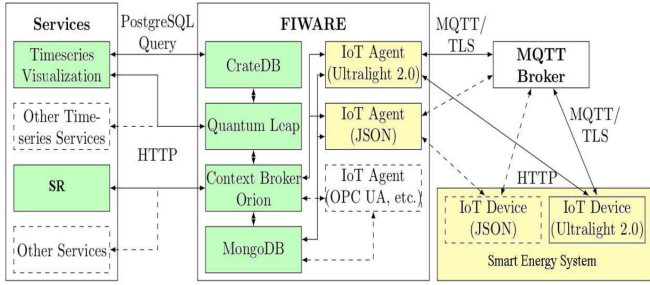 Services
PostgreSQL
Query
FIWARE
MQTT/
TLS
Timeseries
Visualization
CrateDB
IoT Agent
(Ultralight 2.0)
MQTT
Broker
Other Time-
series Services
Quantum Leap
IoT Agent
(JSON)
MQTT/
TLS
HTTP
SR
Context Broker
Orion
IoT Agent
(OPC UA, etc.)
HTTP
IoT Device
(JSON)
IoT Device
(Ultralight 2.0)
Other Services
MongoDB
Smart Energy System